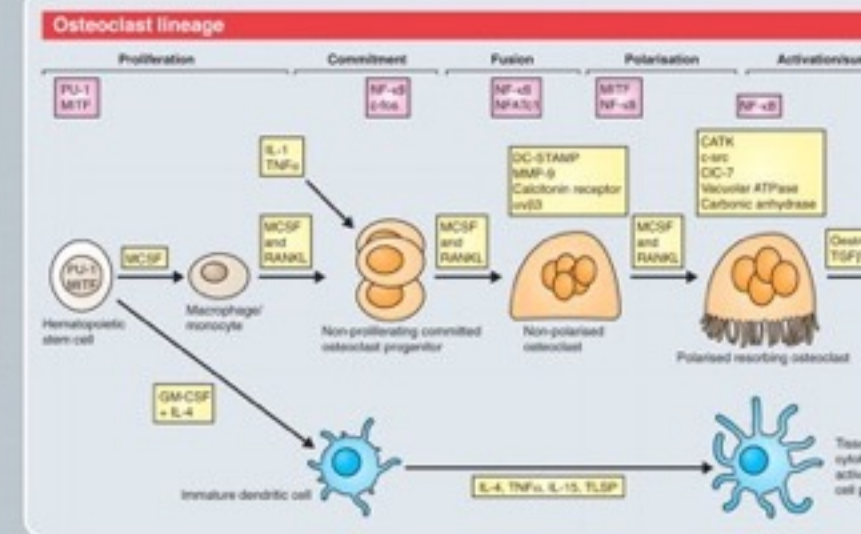 Osteoclast lineage
Proliferation
Commitment
Fusion
Polarisation
PU-1
MITF
NF-κB
c-fos
NF-κB
NFATc1
MITF
NF-κB
NF-κB
IL-1
TNFα
DC-STAMP
MMP-9
Calcitonin receptor
αvβ3
CATK
c-src
ClC-7
Vacuolar ATPase
Carbonic anhydrase
PU-1
MITF
MCSF
MCSF
and
RANKL
MCSF
and
RANKL
MCSF
and
RANKL
Hematopoietic
stem cell
Macrophage/
monocyte
Non-proliferating committed
osteoclast progenitor
Non-polarised
osteoclast
Polarised resorbing osteoclast
GM-CSF
+ IL-4
Immature dendritic cell
IL-4, TNFα, IL-15, TLSP